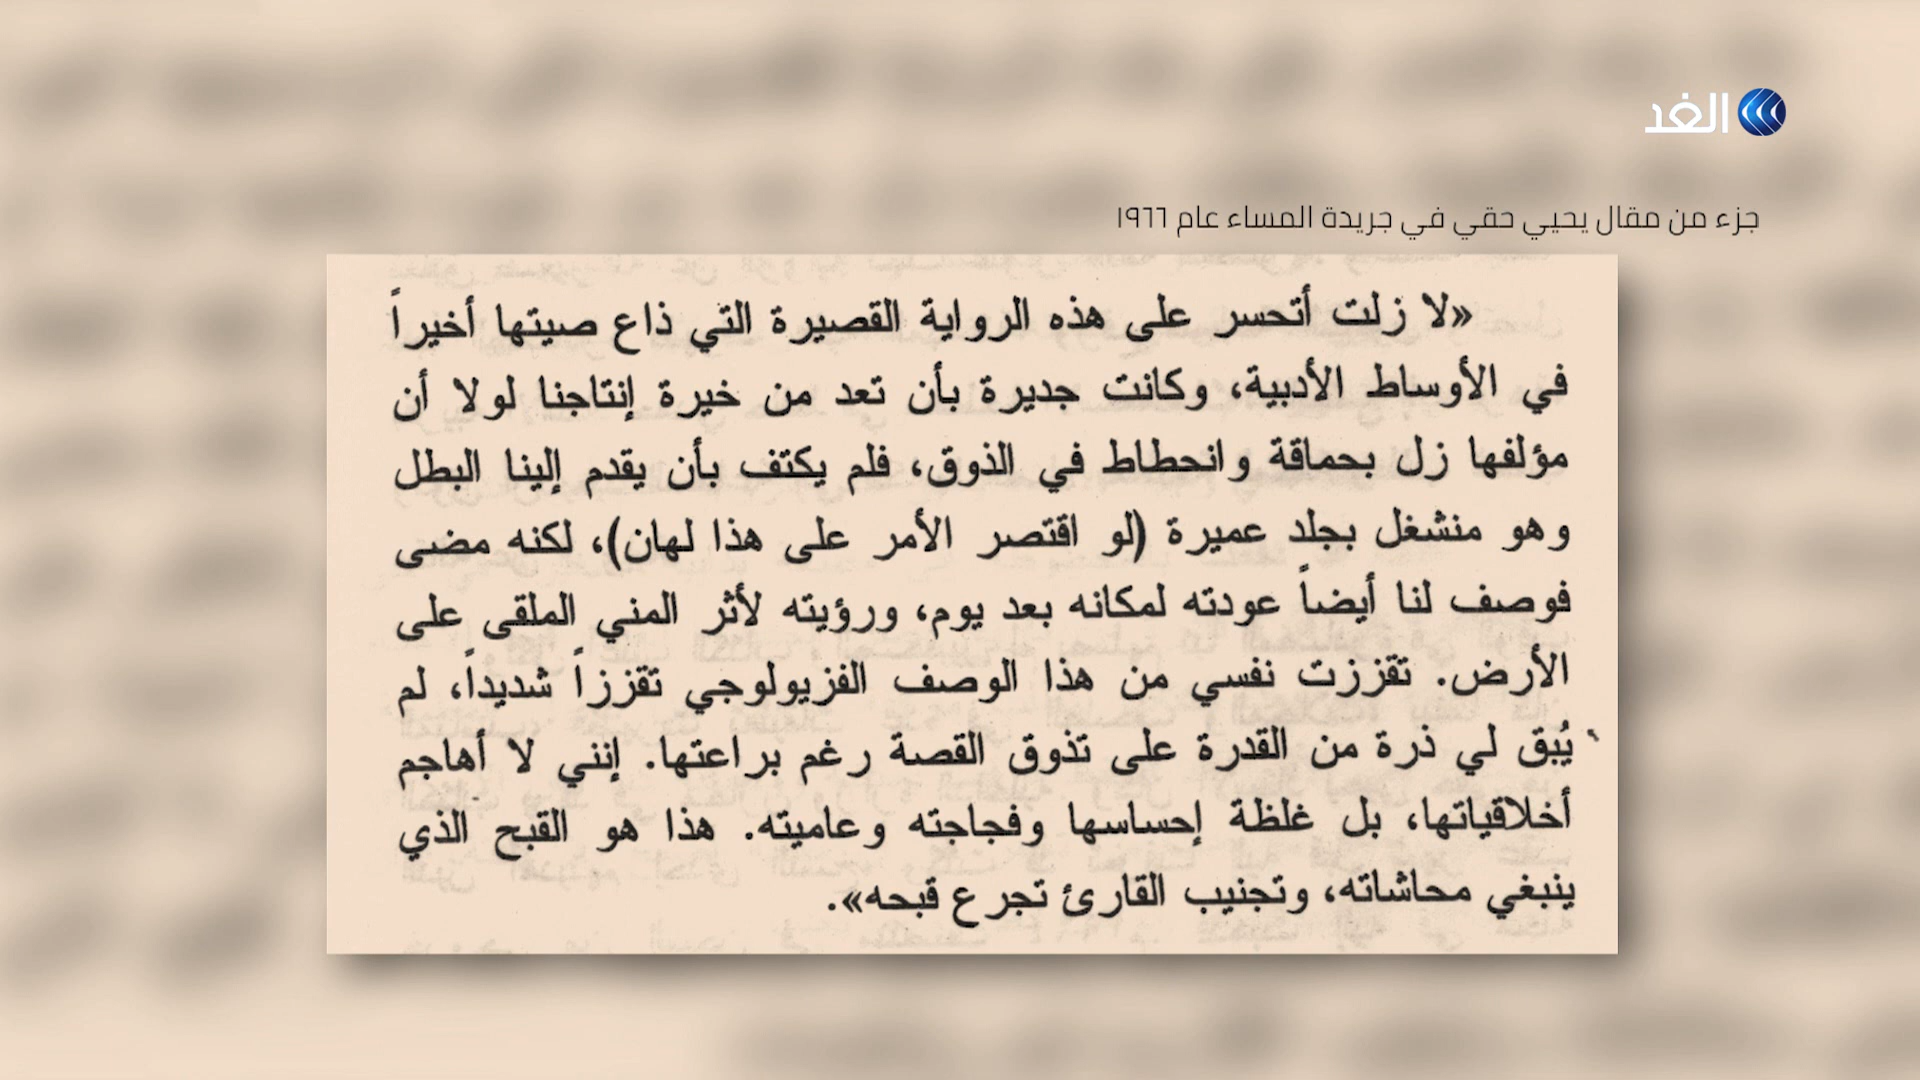 الغد
جزء من مقال يحيي حقي في جريدة المساء عام ١٩٦٦
«لا زلت أتحسر على هذه الرواية القصيرة التي ذاع صيتها أخيراً
في الأوساط الأدبية، وكانت جديرة بأن تعد من خيرة إنتاجنا لولا أن
مؤلفها زل بحماقة وانحطاط في الذوق، فلم يكتف بأن يقدم إلينا البطل
وهو منشغل بجلد عميرة (لو اقتصر الأمر على هذا لهان)، لكنه مضى
فوصف لنا أيضاً عودته لمكانه بعد يوم، ورؤيته لأثر المني الملقى على
الأرض. تقززت نفسي من هذا الوصف الفزيولوجي تقززاً شديداً، لم
يُبق لي ذرة من القدرة على تذوق القصة رغم براعتها. إنني لا أهاجم
أخلاقياتها، بل غلظة إحساسها وفجاجته وعاميته. هذا هو القبح الذي
ينبغي محاشاته، وتجنيب القارئ تجرع قبحه».